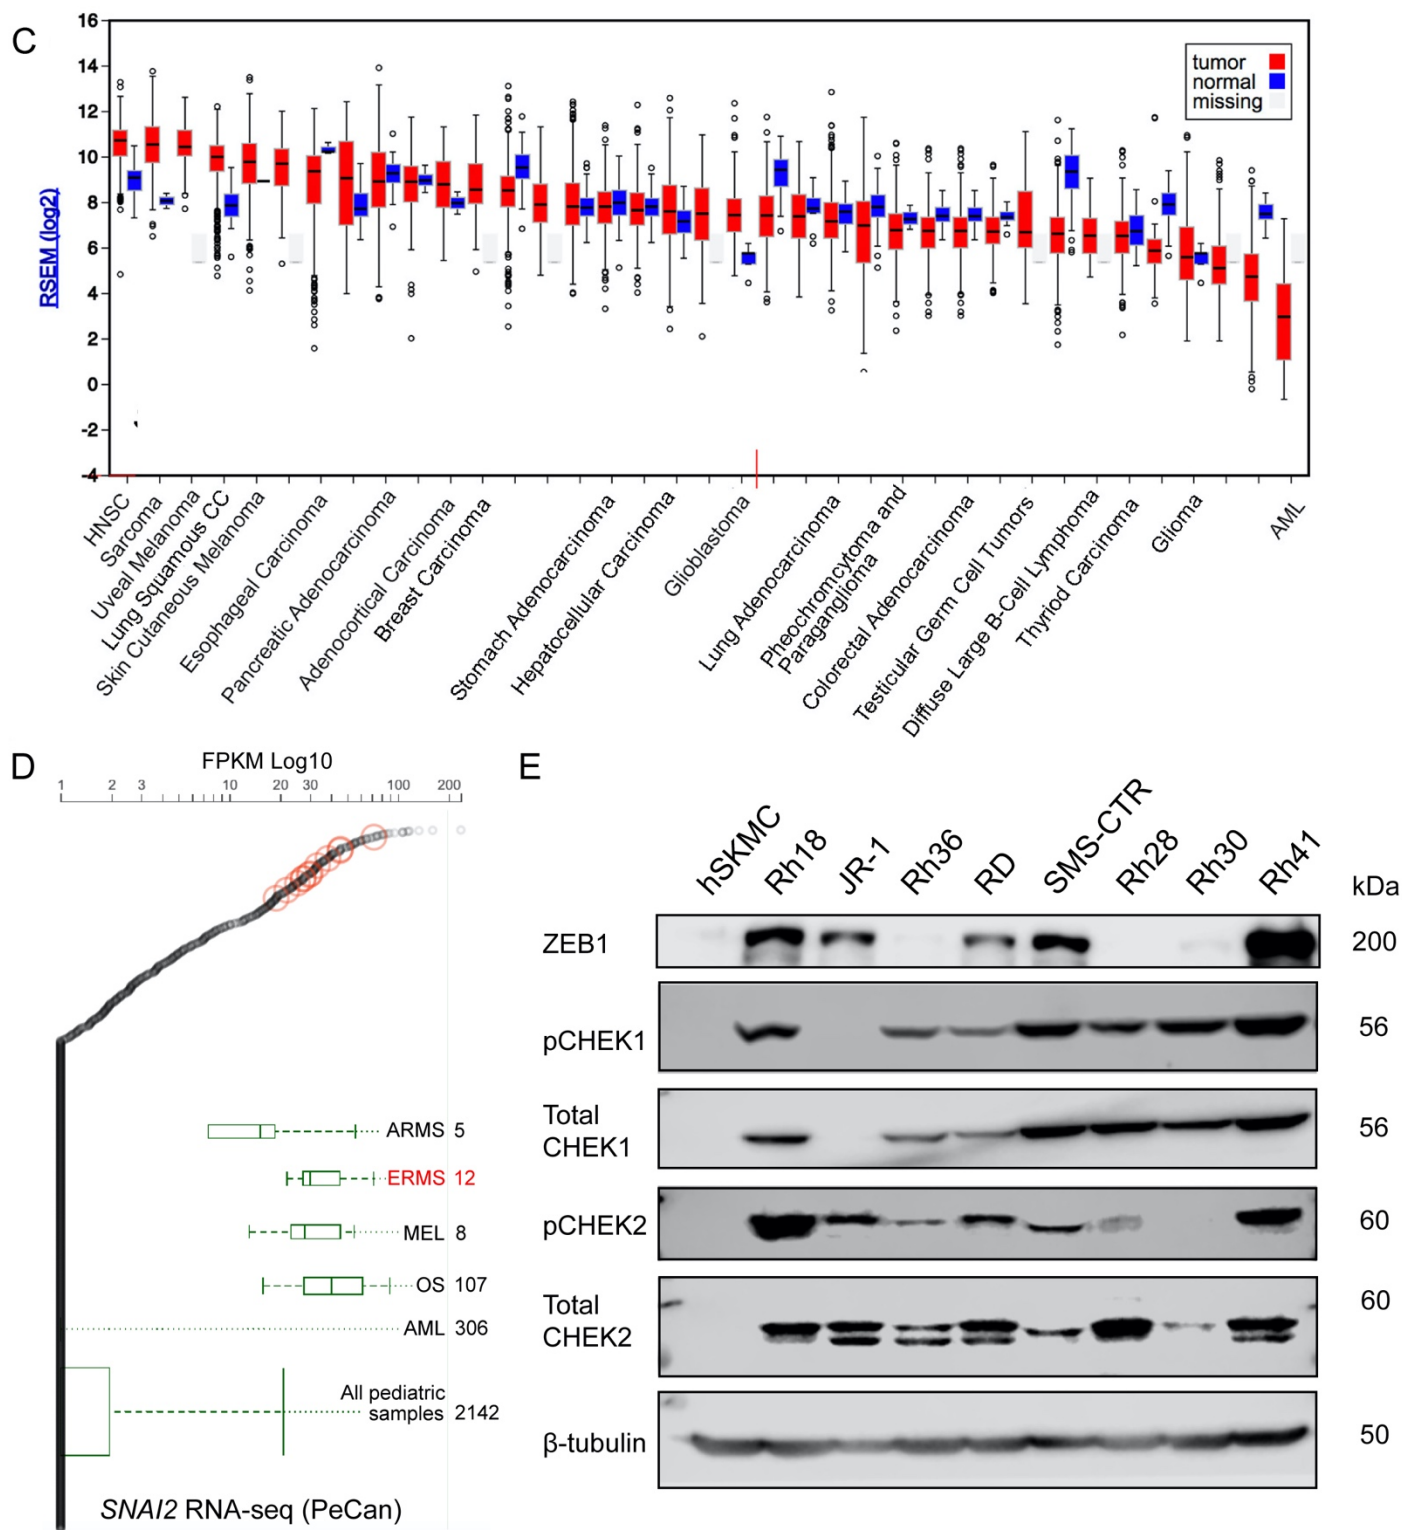 C
16
14
12
10
8
6
4
2
0
-2
-4
RSEM (log2)
tumor
normal
missing
HNSC
Sarcoma
Uveal Melanoma
Lung Squamous CC
Skin Cutaneous Melanoma
Esophageal Carcinoma
Pancreatic Adenocarcinoma
Adenocortical Carcinoma
Breast Carcinoma
Stomach Adenocarcinoma
Hepatocellular Carcinoma
Glioblastoma
Lung Adenocarcinoma
Pheochromcytoma and
Paraganglioma
Colorectal Adenocarcinoma
Testicular Germ Cell Tumors
Diffuse Large B-Cell Lymphoma
Thyriod Carcinoma
Glioma
AML
D
FPKM Log10
1 2 3 10 20 30 100 200
ARMS 5
ERMS 12
MEL 8
OS 107
AML 306
All pediatric
samples 2142
SNAI2 RNA-seq (PeCan)
E
hSKMC
Rh18
JR-1
Rh36
RD
SMS-CTR
Rh28
Rh30
Rh41
kDa
ZEB1 200
pCHEK1 56
Total
CHEK1 56
pCHEK2 60
Total 60
CHEK2
β-tubulin 50